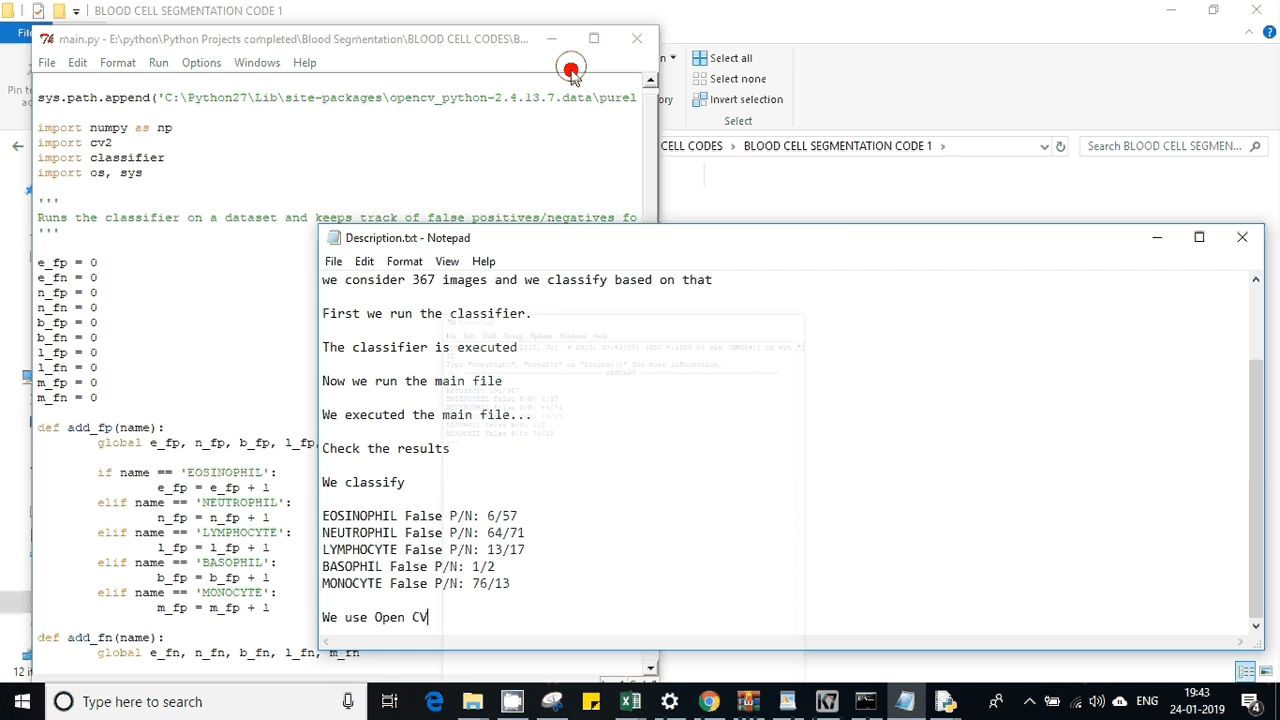 BLOOD CELL SEGMENTATION CODE 1
main.py - E:\python\Python Projects completed\Blood Segmentation\BLOOD CELL CODES\B...
File Edit Format Run Options Windows Help
sys.path.append('C:\Python27\Lib\site-packages\opencv_python-2.4.13.7.data\purel
import numpy as np
import cv2
import classifier
import os, sys
'''
Runs the classifier on a dataset and keeps track of false positives/negatives fo
'''
e_fp = 0
e_fn = 0
n_fp = 0
n_fn = 0
b_fp = 0
b_fn = 0
l_fp = 0
l_fn = 0
m_fp = 0
m_fn = 0
def add_fp(name):
global e_fp, n_fp, b_fp, l_fp,
if name == 'EOSINOPHIL':
e_fp = e_fp + 1
elif name == 'NEUTROPHIL':
n_fp = n_fp + 1
elif name == 'LYMPHOCYTE':
l_fp = l_fp + 1
elif name == 'BASOPHIL':
b_fp = b_fp + 1
elif name == 'MONOCYTE':
m_fp = m_fp + 1
def add_fn(name):
global e_fn, n_fn, b_fn, l_fn, m_fn
Select all
Select none
Invert selection
Select
CELL CODES > BLOOD CELL SEGMENTATION CODE 1 >
Search BLOOD CELL SEGMEN...
Description.txt - Notepad
File Edit Format View Help
we consider 367 images and we classify based on that
First we run the classifier.
The classifier is executed
Now we run the main file
We executed the main file...
Check the results
We classify
EOSINOPHIL False P/N: 6/57
NEUTROPHIL False P/N: 64/71
LYMPHOCYTE False P/N: 13/17
BASOPHIL False P/N: 1/2
MONOCYTE False P/N: 76/13
We use Open CV
Type here to search
ENG
19:43
24-01-2019